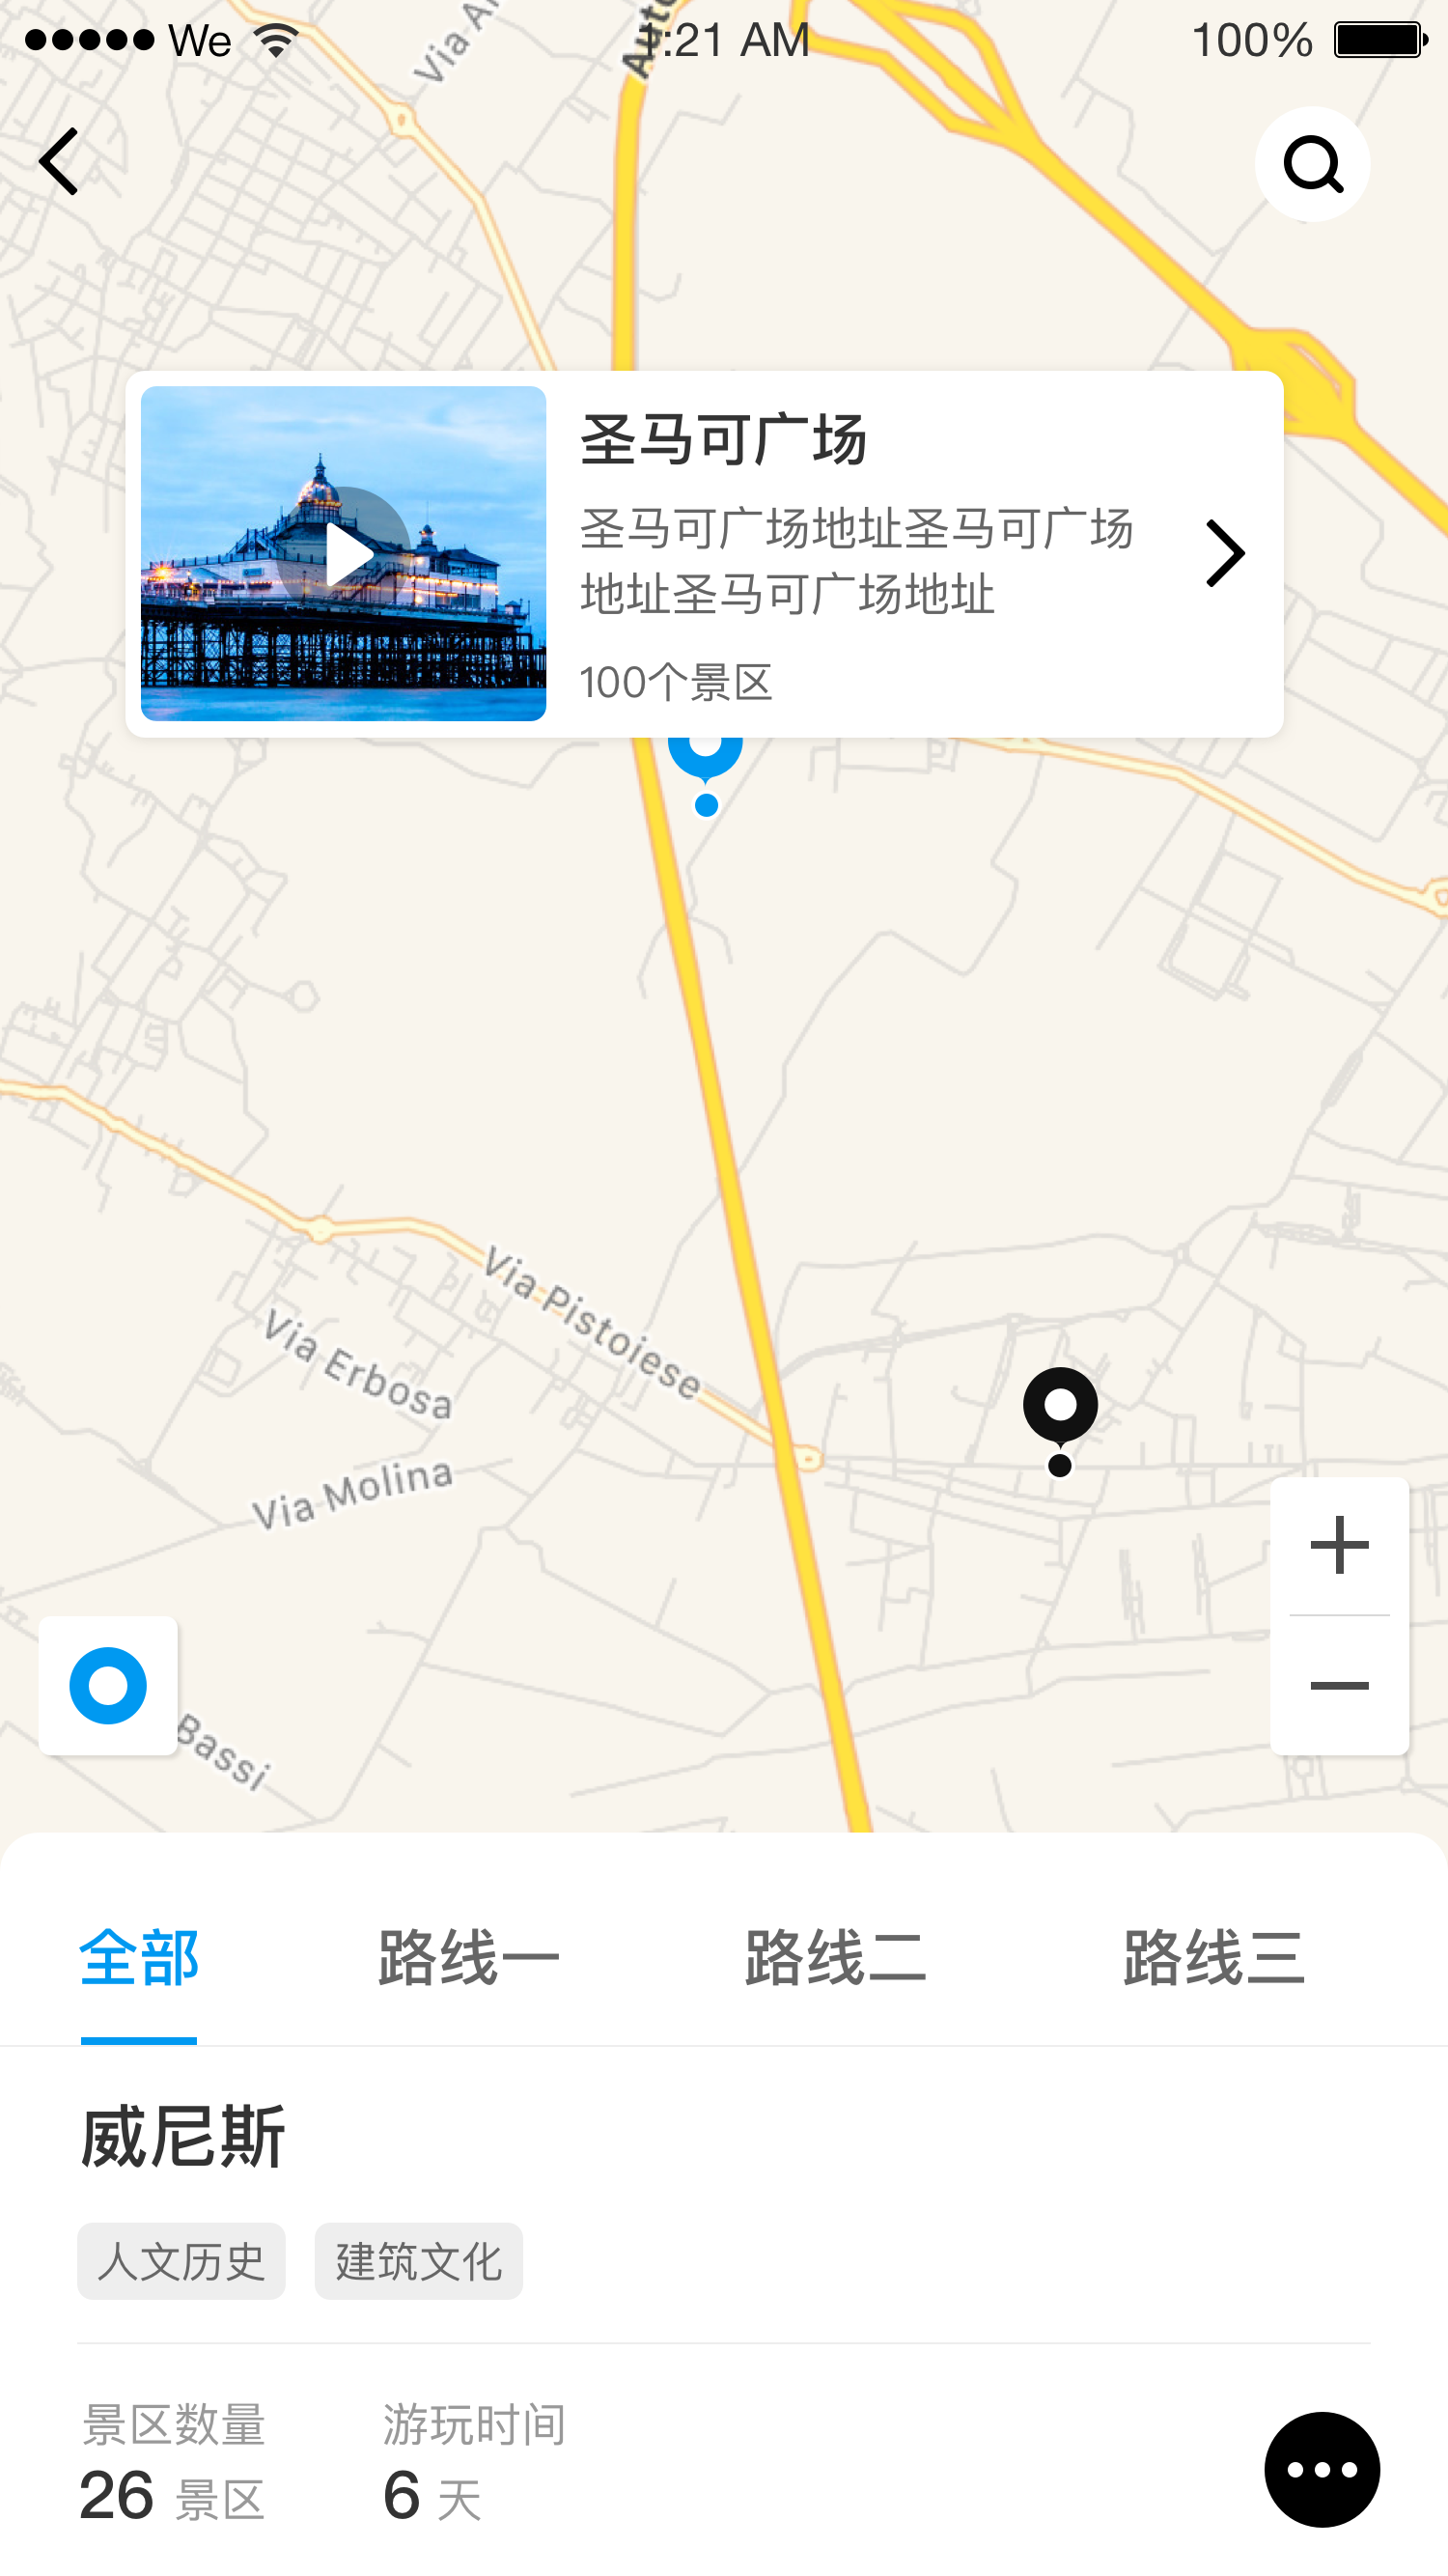 We
1:21 AM
100%
Via
Auto
圣马可广场
圣马可广场地址圣马可广场
地址圣马可广场地址
100个景区
Via Pistoiese
Via Erbosa
Via Molina
Bassi
全部
路线一
路线二
路线三
威尼斯
人文历史
建筑文化
景区数量
游玩时间
26 景区
6 天